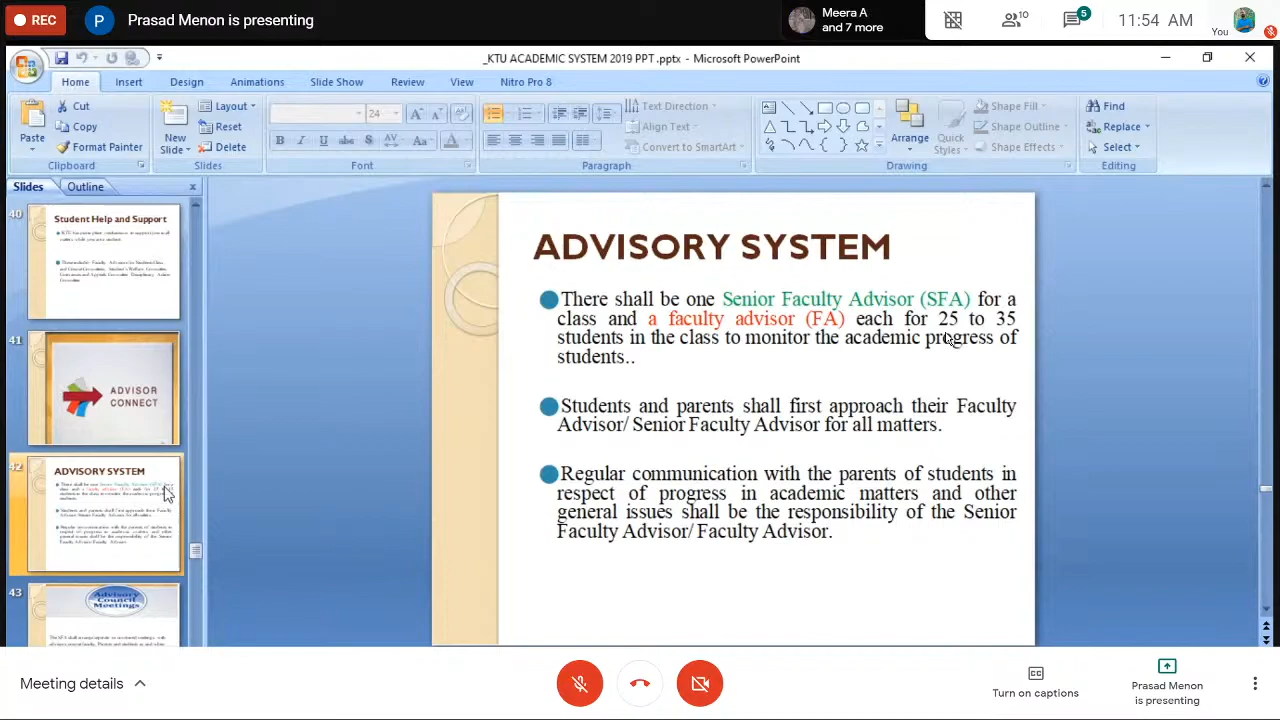 REC
P
Prasad Menon is presenting
Meera A
and 7 more
10
5
11:54 AM
You
_KTU ACADEMIC SYSTEM 2019 PPT .pptx - Microsoft PowerPoint
Home Insert Design Animations Slide Show Review View Nitro Pro 8
Paste
Cut
Copy
Format Painter
Clipboard
New
Slide
Layout
Reset
Delete
Slides
24
Font
Text Direction
Align Text
Convert to SmartArt
Paragraph
Arrange
Quick
Styles
Shape Fill
Shape Outline
Shape Effects
Drawing
Find
Replace
Select
Editing
Slides Outline
40
Student Help and Support
41
ADVISOR
CONNECT
42
ADVISORY SYSTEM
43
Advisory
Council
Meetings
ADVISORY SYSTEM
There shall be one Senior Faculty Advisor (SFA) for a
class and a faculty advisor (FA) each for 25 to 35
students in the class to monitor the academic progress of
students..
Students and parents shall first approach their Faculty
Advisor/ Senior Faculty Advisor for all matters.
Regular communication with the parents of students in
respect of progress in academic matters and other
general issues shall be the responsibility of the Senior
Faculty Advisor/ Faculty Advisor.
Meeting details
Turn on captions
Prasad Menon
is presenting